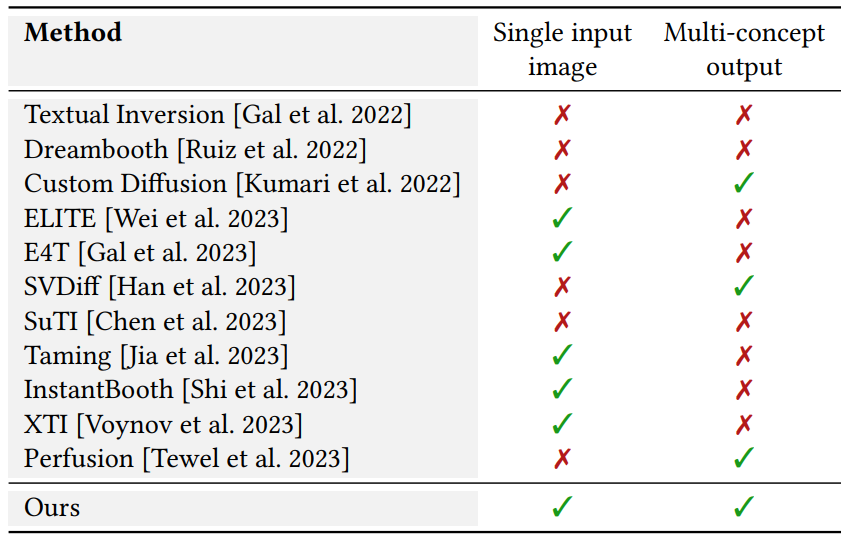 Method Single input image Multi-concept output
Textual Inversion [Gal et al. 2022] ✗ ✗
Dreambooth [Ruiz et al. 2022] ✗ ✗
Custom Diffusion [Kumari et al. 2022] ✗ ✓
ELITE [Wei et al. 2023] ✓ ✗
E4T [Gal et al. 2023] ✓ ✗
SVDiff [Han et al. 2023] ✗ ✓
SuTI [Chen et al. 2023] ✗ ✗
Taming [Jia et al. 2023] ✓ ✗
InstantBooth [Shi et al. 2023] ✓ ✗
XTI [Voynov et al. 2023] ✓ ✗
Perfusion [Tewel et al. 2023] ✗ ✓
Ours ✓ ✓